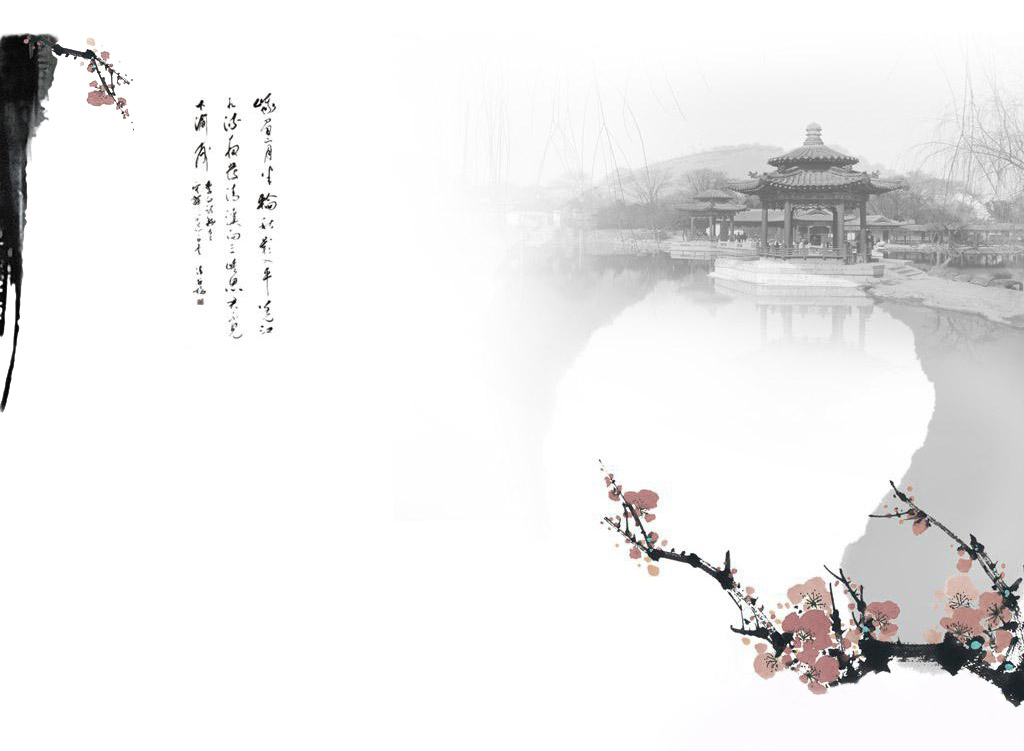 峨眉山月半輪秋影入平羌江
水流夜發清溪向三峽思君不見
下渝州